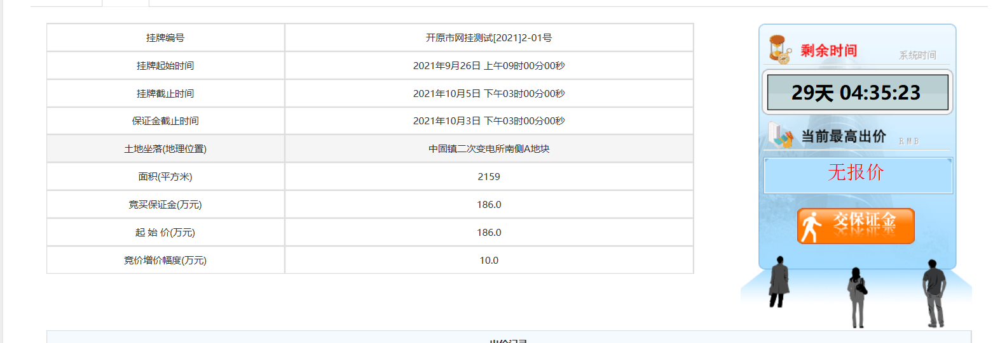 挂牌编号 开原市网挂测试[2021]2-01号
挂牌起始时间 2021年9月26日 上午09时00分00秒
挂牌截止时间 2021年10月5日 下午03时00分00秒
保证金截止时间 2021年10月3日 下午03时00分00秒
土地坐落(地理位置) 中固镇二次变电所南侧A地块
面积(平方米) 2159
竞买保证金(万元) 186.0
起 始 价(万元) 186.0
竞价增价幅度(万元) 10.0
剩余时间 系统时间
29天 04:35:23
当前最高出价 RMB
无报价
交保证金
出价记录